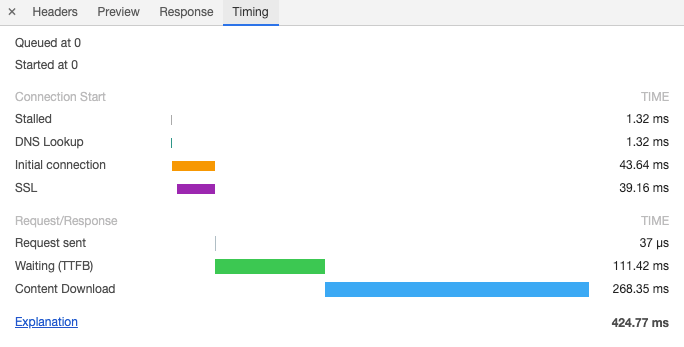 × Headers Preview Response Timing
Queued at 0
Started at 0
Connection Start TIME
Stalled 1.32 ms
DNS Lookup 1.32 ms
Initial connection 43.64 ms
SSL 39.16 ms
Request/Response TIME
Request sent 37 μs
Waiting (TTFB) 111.42 ms
Content Download 268.35 ms
Explanation 424.77 ms